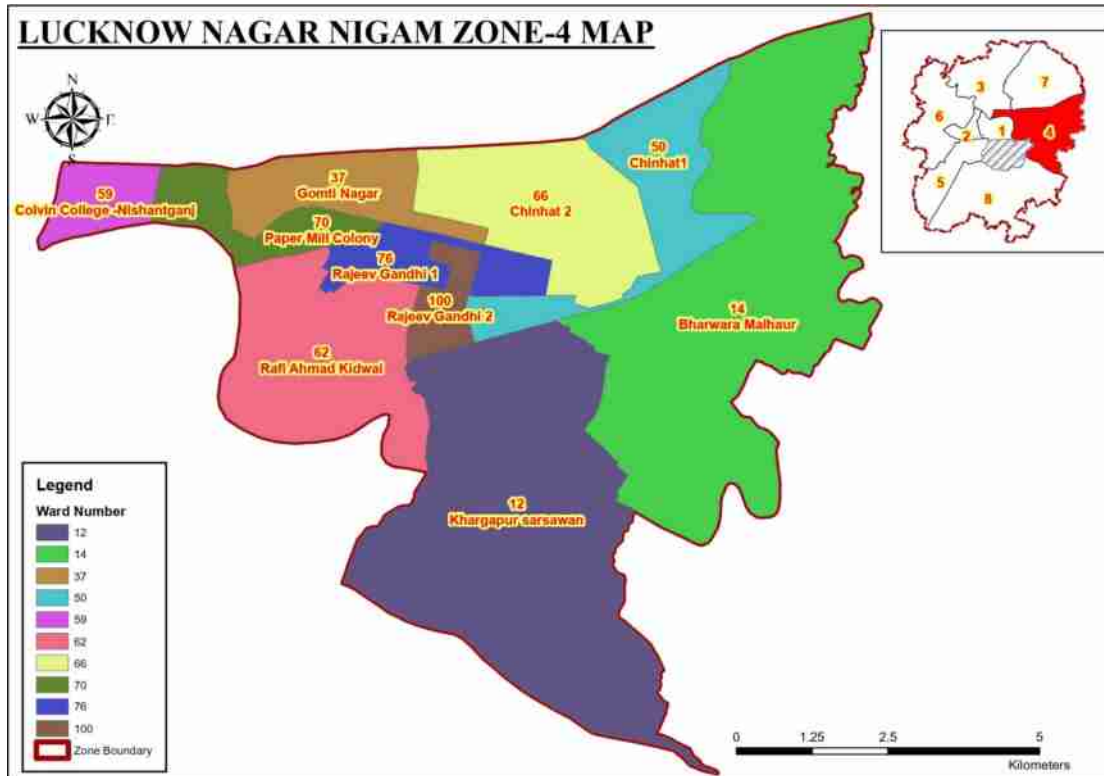 LUCKNOW NAGAR NIGAM ZONE-4 MAP
N
W
E
S
3
7
6
2
1
4
5
8
50
Chinhat1
59
Colvin College -Nishantganj
37
Gomti Nagar
66
Chinhat 2
70
Paper Mill Colony
76
Rajeev Gandhi 1
100
Rajeev Gandhi 2
14
Bharwara Malhaur
62
Rafi Ahmad Kidwai
12
Khargapur sarsawan
Legend
Ward Number
12
14
37
50
59
62
66
70
76
100
Zone Boundary
0 1.25 2.5 5
Kilometers